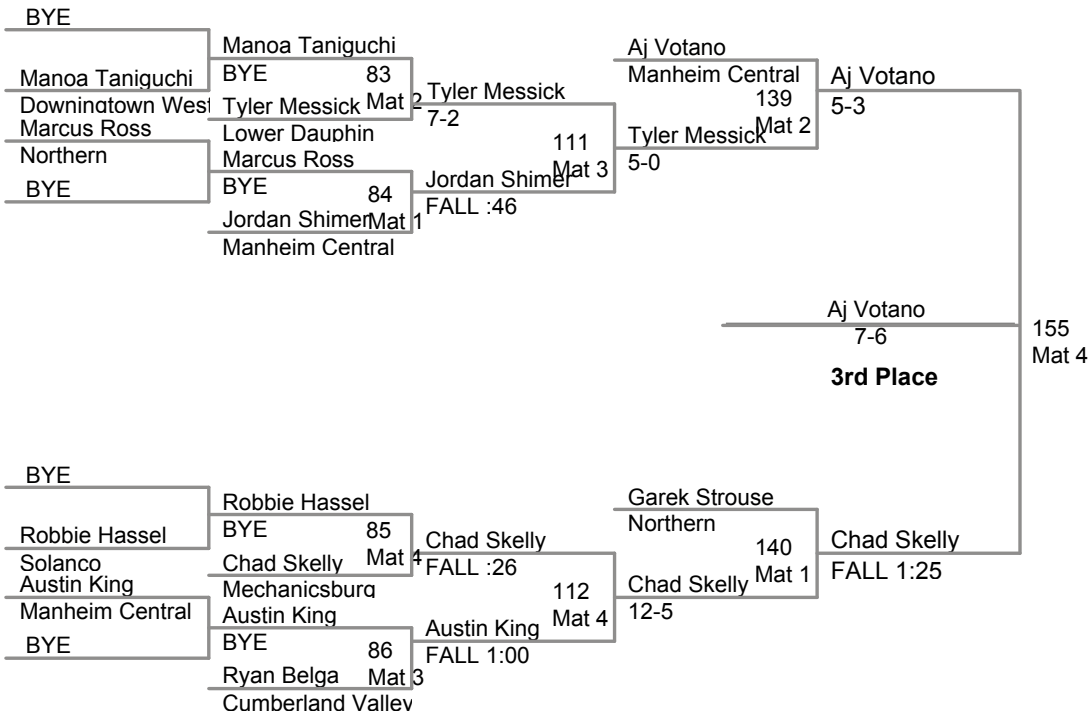 BYE
Manoa Taniguchi
Downingtown West
Marcus Ross
Northern
BYE
Manoa Taniguchi
BYE
83
Mat 2
Tyler Messick
Lower Dauphin
Marcus Ross
BYE
84
Mat 1
Jordan Shimer
Manheim Central
Tyler Messick
7-2
111
Mat 3
Jordan Shimer
FALL :46
Aj Votano
Manheim Central
139
Mat 2
Tyler Messick
5-0
Aj Votano
5-3
Aj Votano
7-6
3rd Place
155
Mat 4
BYE
Robbie Hassel
Solanco
Austin King
Manheim Central
BYE
Robbie Hassel
BYE
85
Mat 4
Chad Skelly
Mechanicsburg
Austin King
BYE
86
Mat 3
Ryan Belga
Cumberland Valley
Chad Skelly
FALL :26
112
Mat 4
Austin King
FALL 1:00
Garek Strouse
Northern
140
Mat 1
Chad Skelly
12-5
Chad Skelly
FALL 1:25